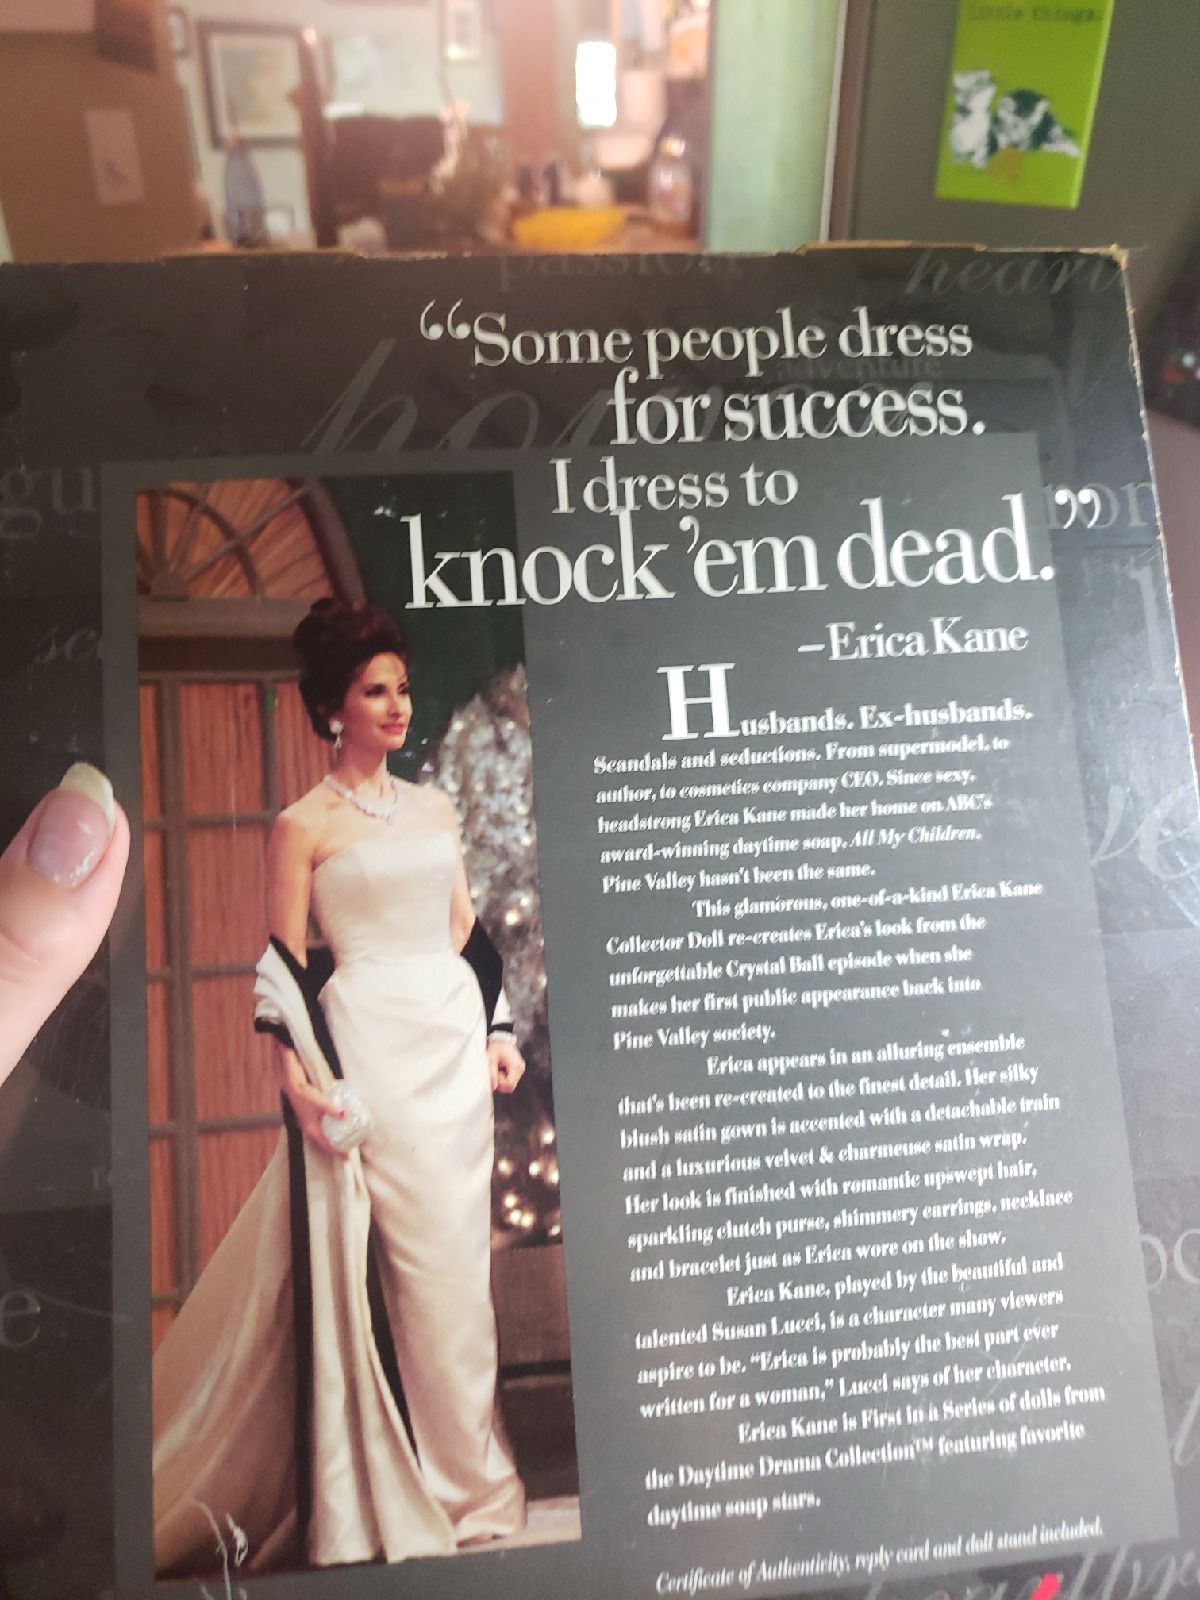 little things.
passion
heart
"Some people dress
adventure
for success.
I dress to
knock 'em dead."
–Erica Kane
Husbands. Ex-husbands.
Scandals and seductions. From supermodel, to
author, to cosmetics company CEO. Since sexy,
headstrong Erica Kane made her home on ABC's
award-winning daytime soap, All My Children,
Pine Valley hasn't been the same.
This glamorous, one-of-a-kind Erica Kane
Collector Doll re-creates Erica's look from the
unforgettable Crystal Ball episode when she
makes her first public appearance back into
Pine Valley society.
Erica appears in an alluring ensemble
that's been re-created to the finest detail. Her silky
blush satin gown is accented with a detachable train
and a luxurious velvet & charmeuse satin wrap.
Her look is finished with romantic upswept hair,
sparkling clutch purse, shimmery earrings, necklace
and bracelet just as Erica wore on the show.
Erica Kane, played by the beautiful and
talented Susan Lucci, is a character many viewers
aspire to be. "Erica is probably the best part ever
written for a woman," Lucci says of her character.
Erica Kane is First in a Series of dolls from
the Daytime Drama Collection™ featuring favorite
daytime soap stars.
Certificate of Authenticity, reply card and doll stand included.